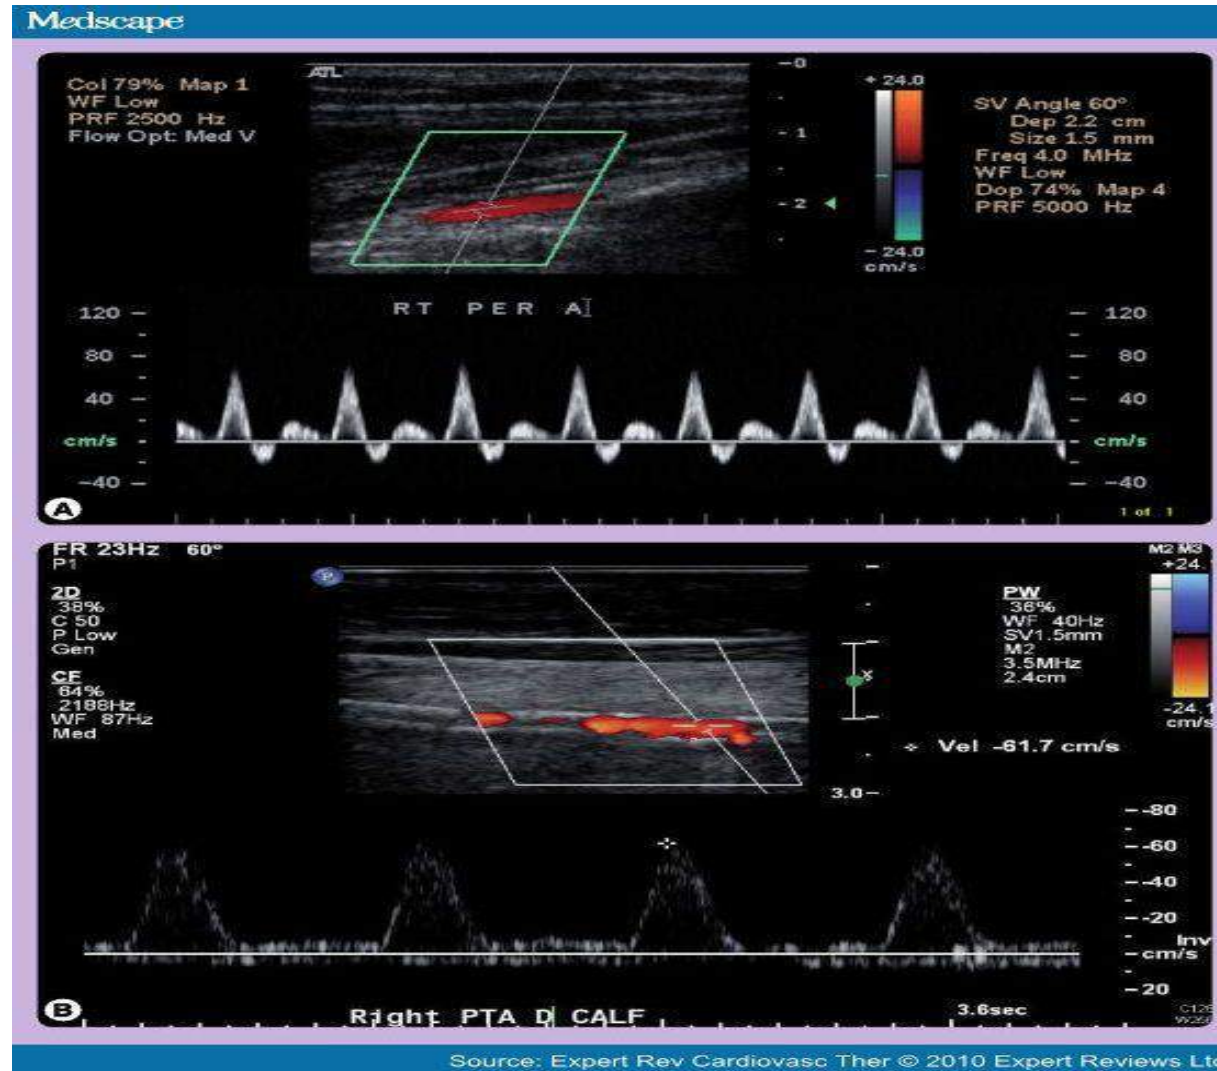 Medscape
Col 79% Map 1
WF Low
PRF 2500 Hz
Flow Opt: Med V
ATL
0
1
2
+ 24.0
- 24.0
cm/s
SV Angle 60°
Dep 2.2 cm
Size 1.5 mm
Freq 4.0 MHz
WF Low
Dop 74% Map 4
PRF 5000 Hz
RT PER A
120
80
40
cm/s
-40
120
80
40
cm/s
-40
A
1 of 1
FR 23Hz 60°
P1
2D
38%
C 50
P Low
Gen
CF
64%
2188Hz
WF 87Hz
Med
P
x
3.0
PW
36%
WF 40Hz
SV1.5mm
M2
3.5MHz
2.4cm
M2 M3
+24.
-24.1
cm/s
Vel -61.7 cm/s
-80
-60
-40
-20
Inv
cm/s
20
B
Right PTA D CALF
3.6sec
Source: Expert Rev Cardiovasc Ther © 2010 Expert Reviews Ltd